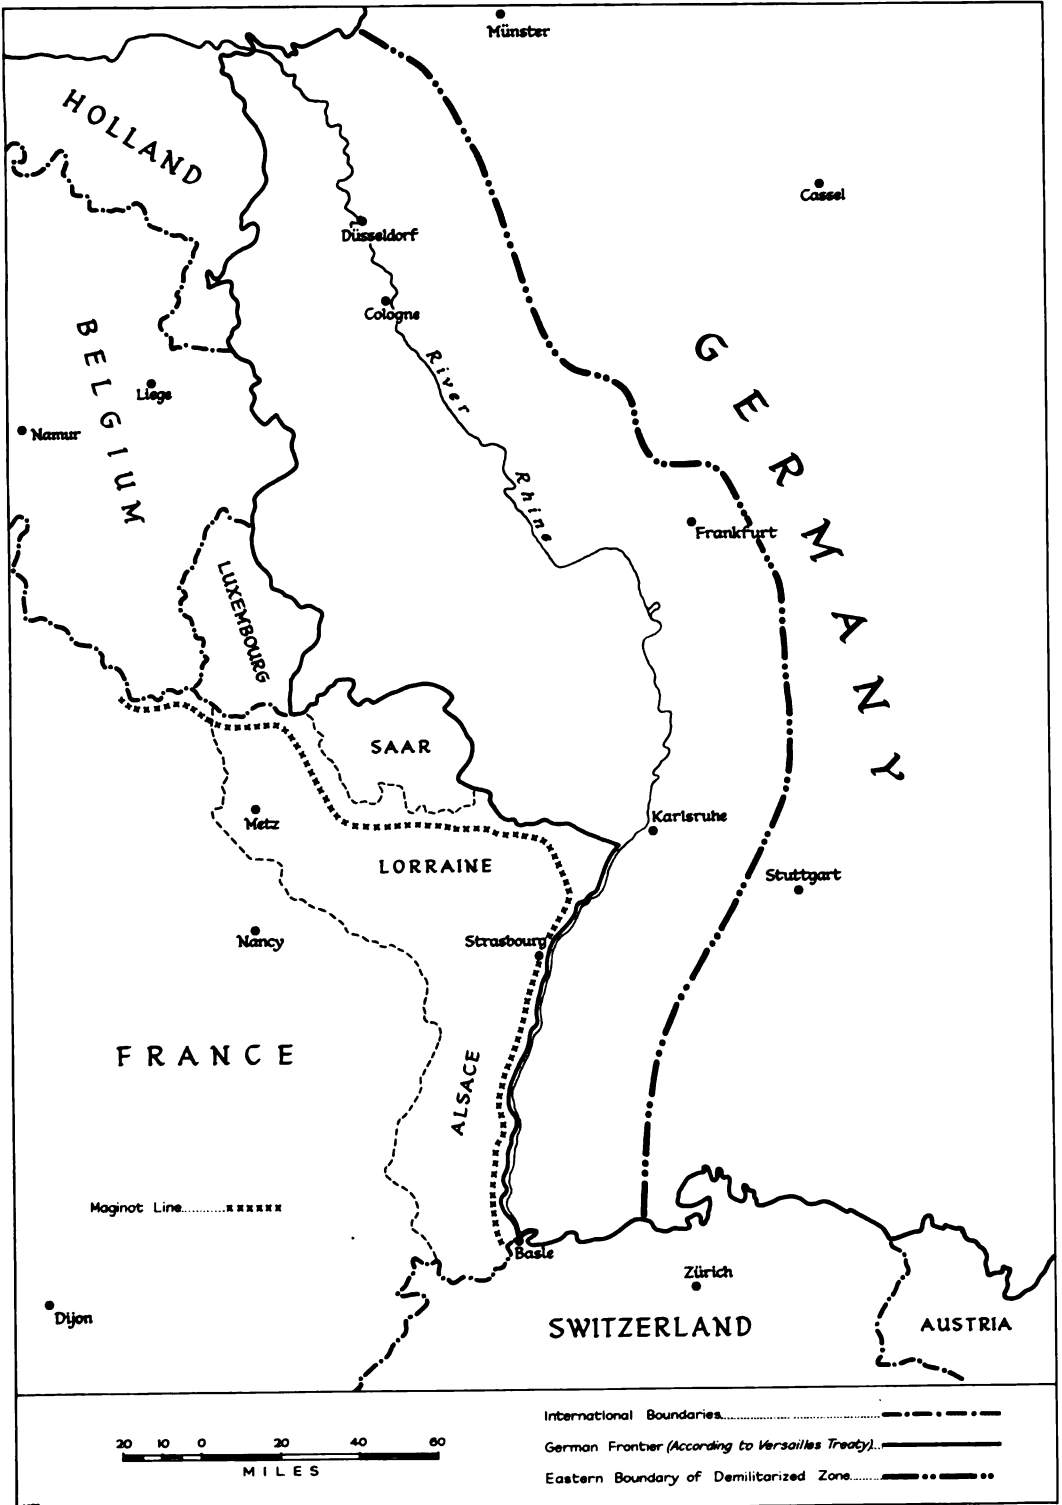 Münster
HOLLAND
Cassel
Düsseldorf
Cologne
River Rhine
GERMANY
BELGIUM
Liege
Namur
Frankfurt
LUXEMBOURG
SAAR
Metz
Karlsruhe
LORRAINE
Stuttgart
Strasbourg
Nancy
FRANCE
ALSACE
Maginot Line
Basle
Zürich
Dijon
SWITZERLAND
AUSTRIA
International Boundaries
German Frontier (According to Versailles Treaty)
Eastern Boundary of Demilitarized Zone
20 10 0 20 40 60
MILES